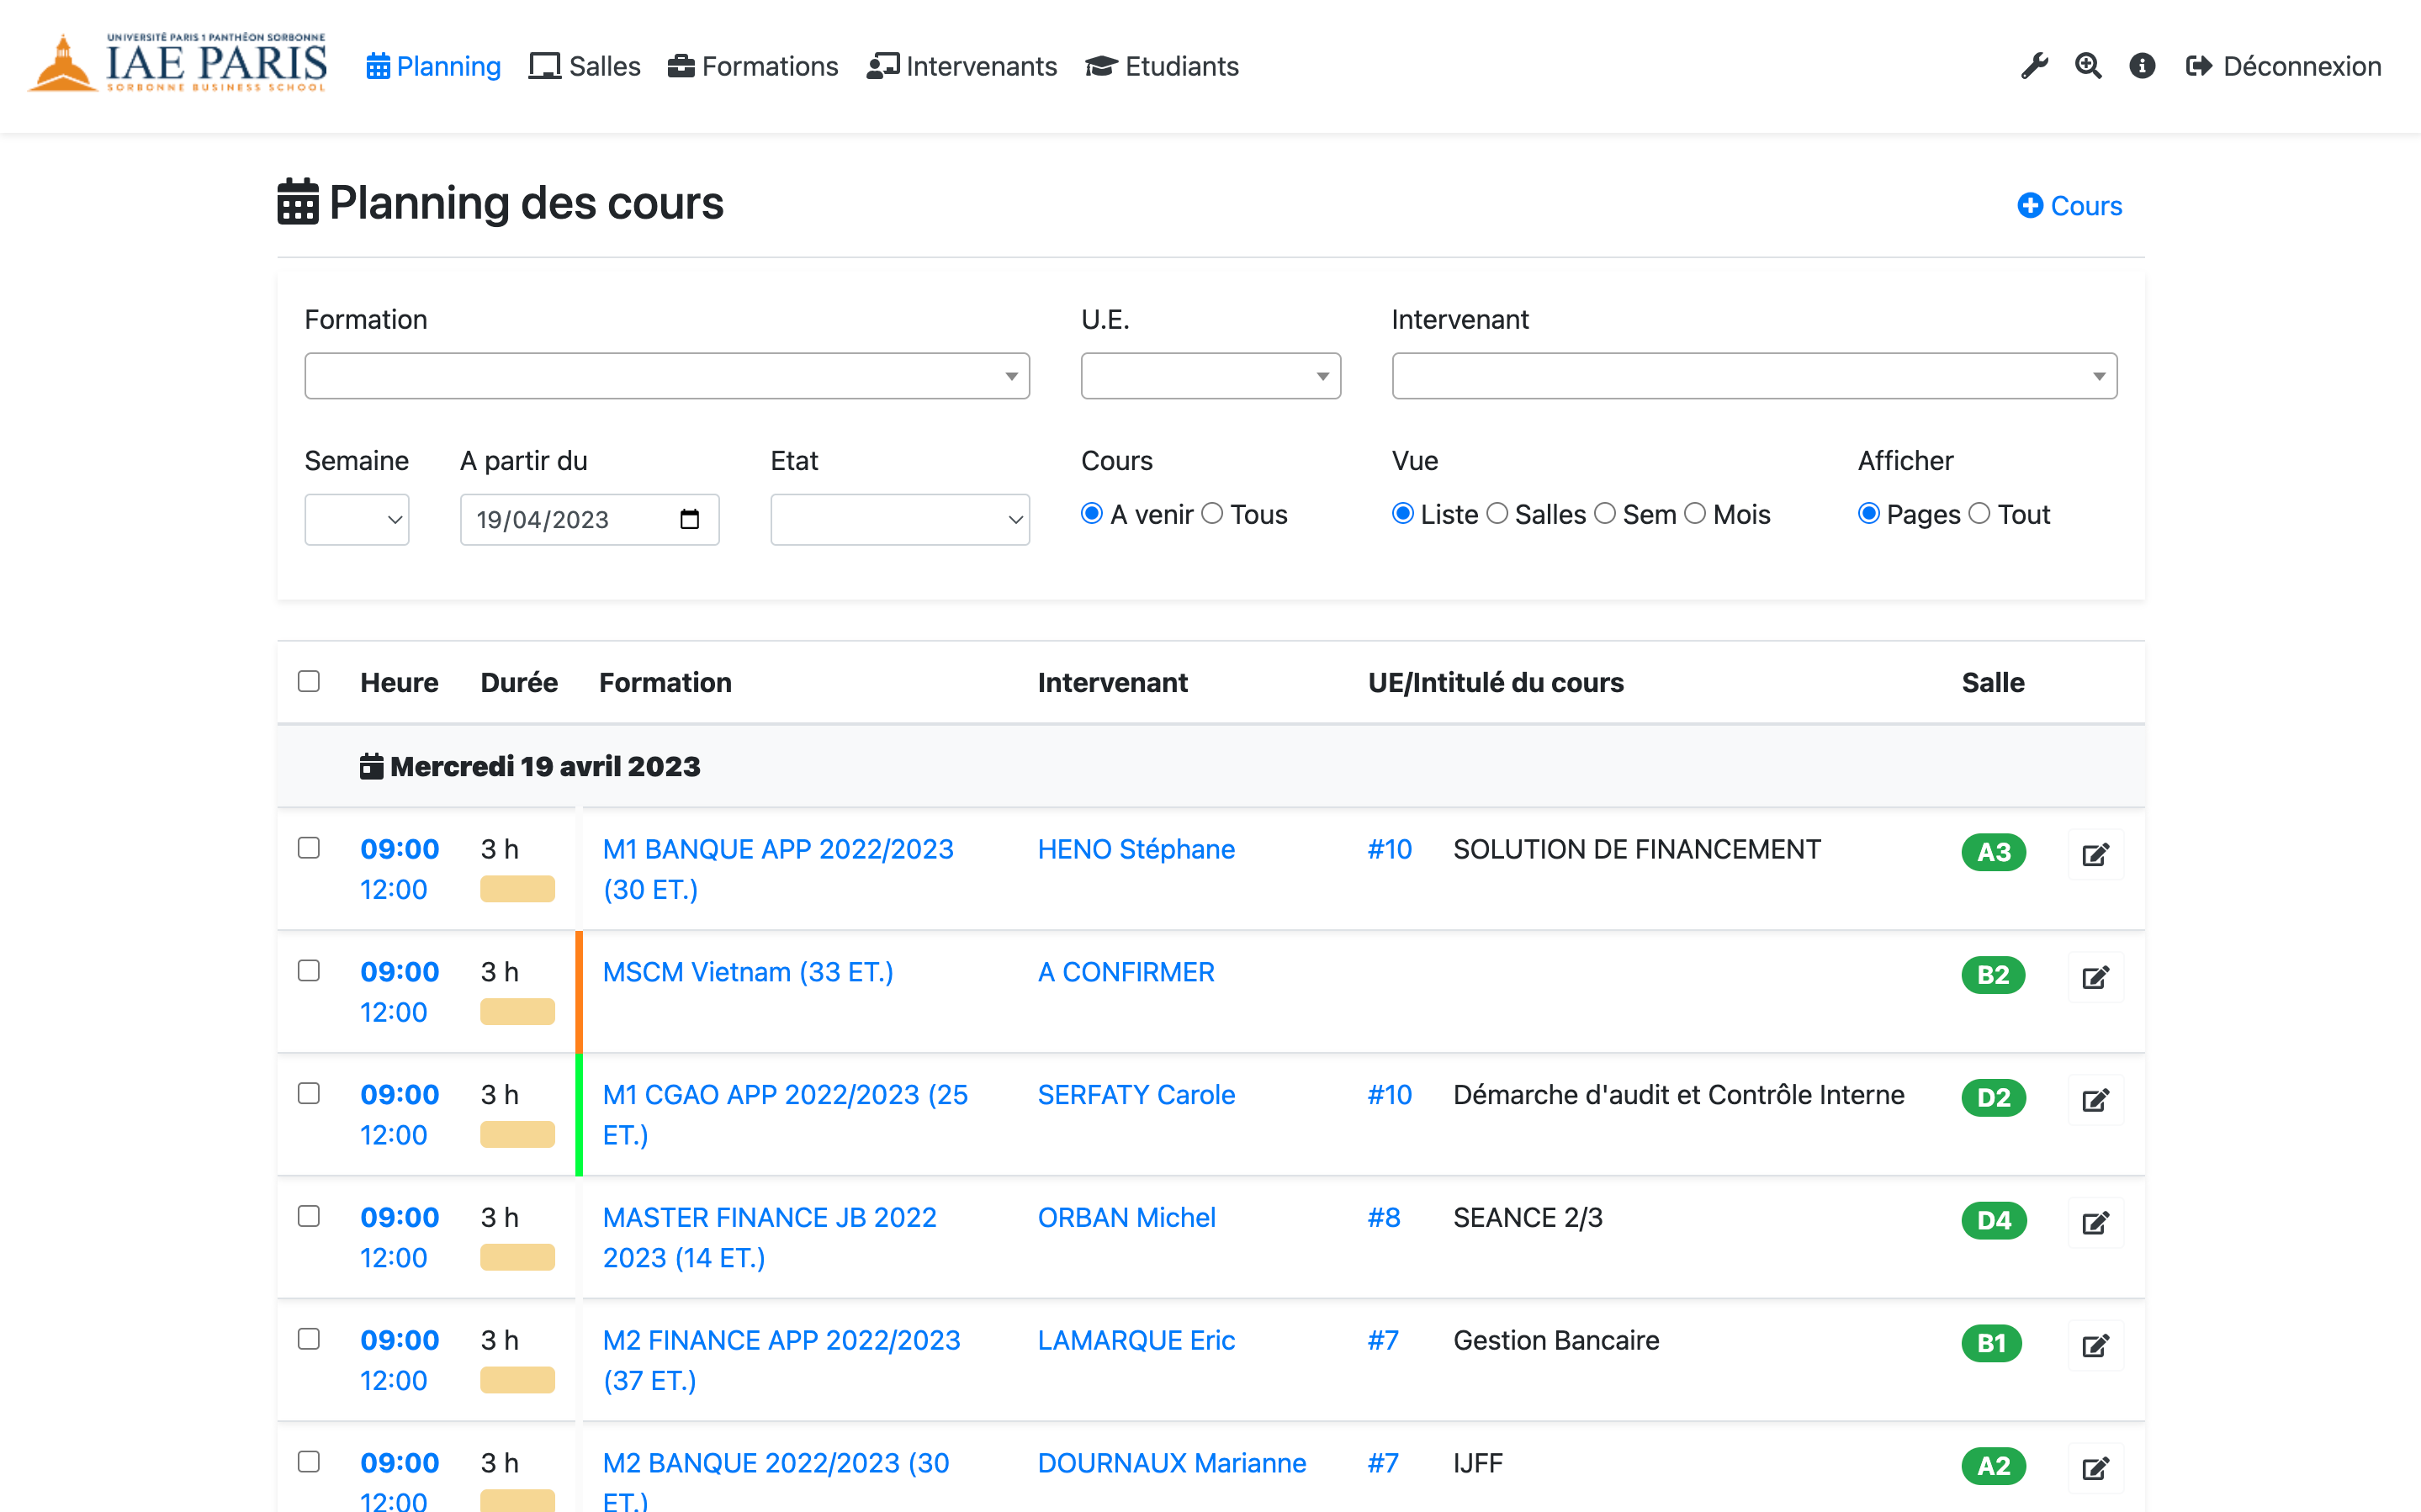 UNIVERSITÉ PARIS 1 PANTHÉON SORBONNE
IAE PARIS
SORBONNE BUSINESS SCHOOL
Planning Salles Formations Intervenants Etudiants Déconnexion
Planning des cours
Cours
Formation U.E. Intervenant
Semaine A partir du Etat Cours Vue Afficher
19/04/2023 A venir Tous Liste Salles Sem Mois Pages Tout
Heure Durée Formation Intervenant UE/Intitulé du cours Salle
Mercredi 19 avril 2023
09:00 3 h M1 BANQUE APP 2022/2023 HENO Stéphane #10 SOLUTION DE FINANCEMENT A3
12:00 (30 ET.)
09:00 3 h MSCM Vietnam (33 ET.) A CONFIRMER B2
12:00
09:00 3 h M1 CGAO APP 2022/2023 (25 SERFATY Carole #10 Démarche d'audit et Contrôle Interne D2
12:00 ET.)
09:00 3 h MASTER FINANCE JB 2022 ORBAN Michel #8 SEANCE 2/3 D4
12:00 2023 (14 ET.)
09:00 3 h M2 FINANCE APP 2022/2023 LAMARQUE Eric #7 Gestion Bancaire B1
12:00 (37 ET.)
09:00 3 h M2 BANQUE 2022/2023 (30 DOURNAUX Marianne #7 IJFF A2
12:00 ET.)